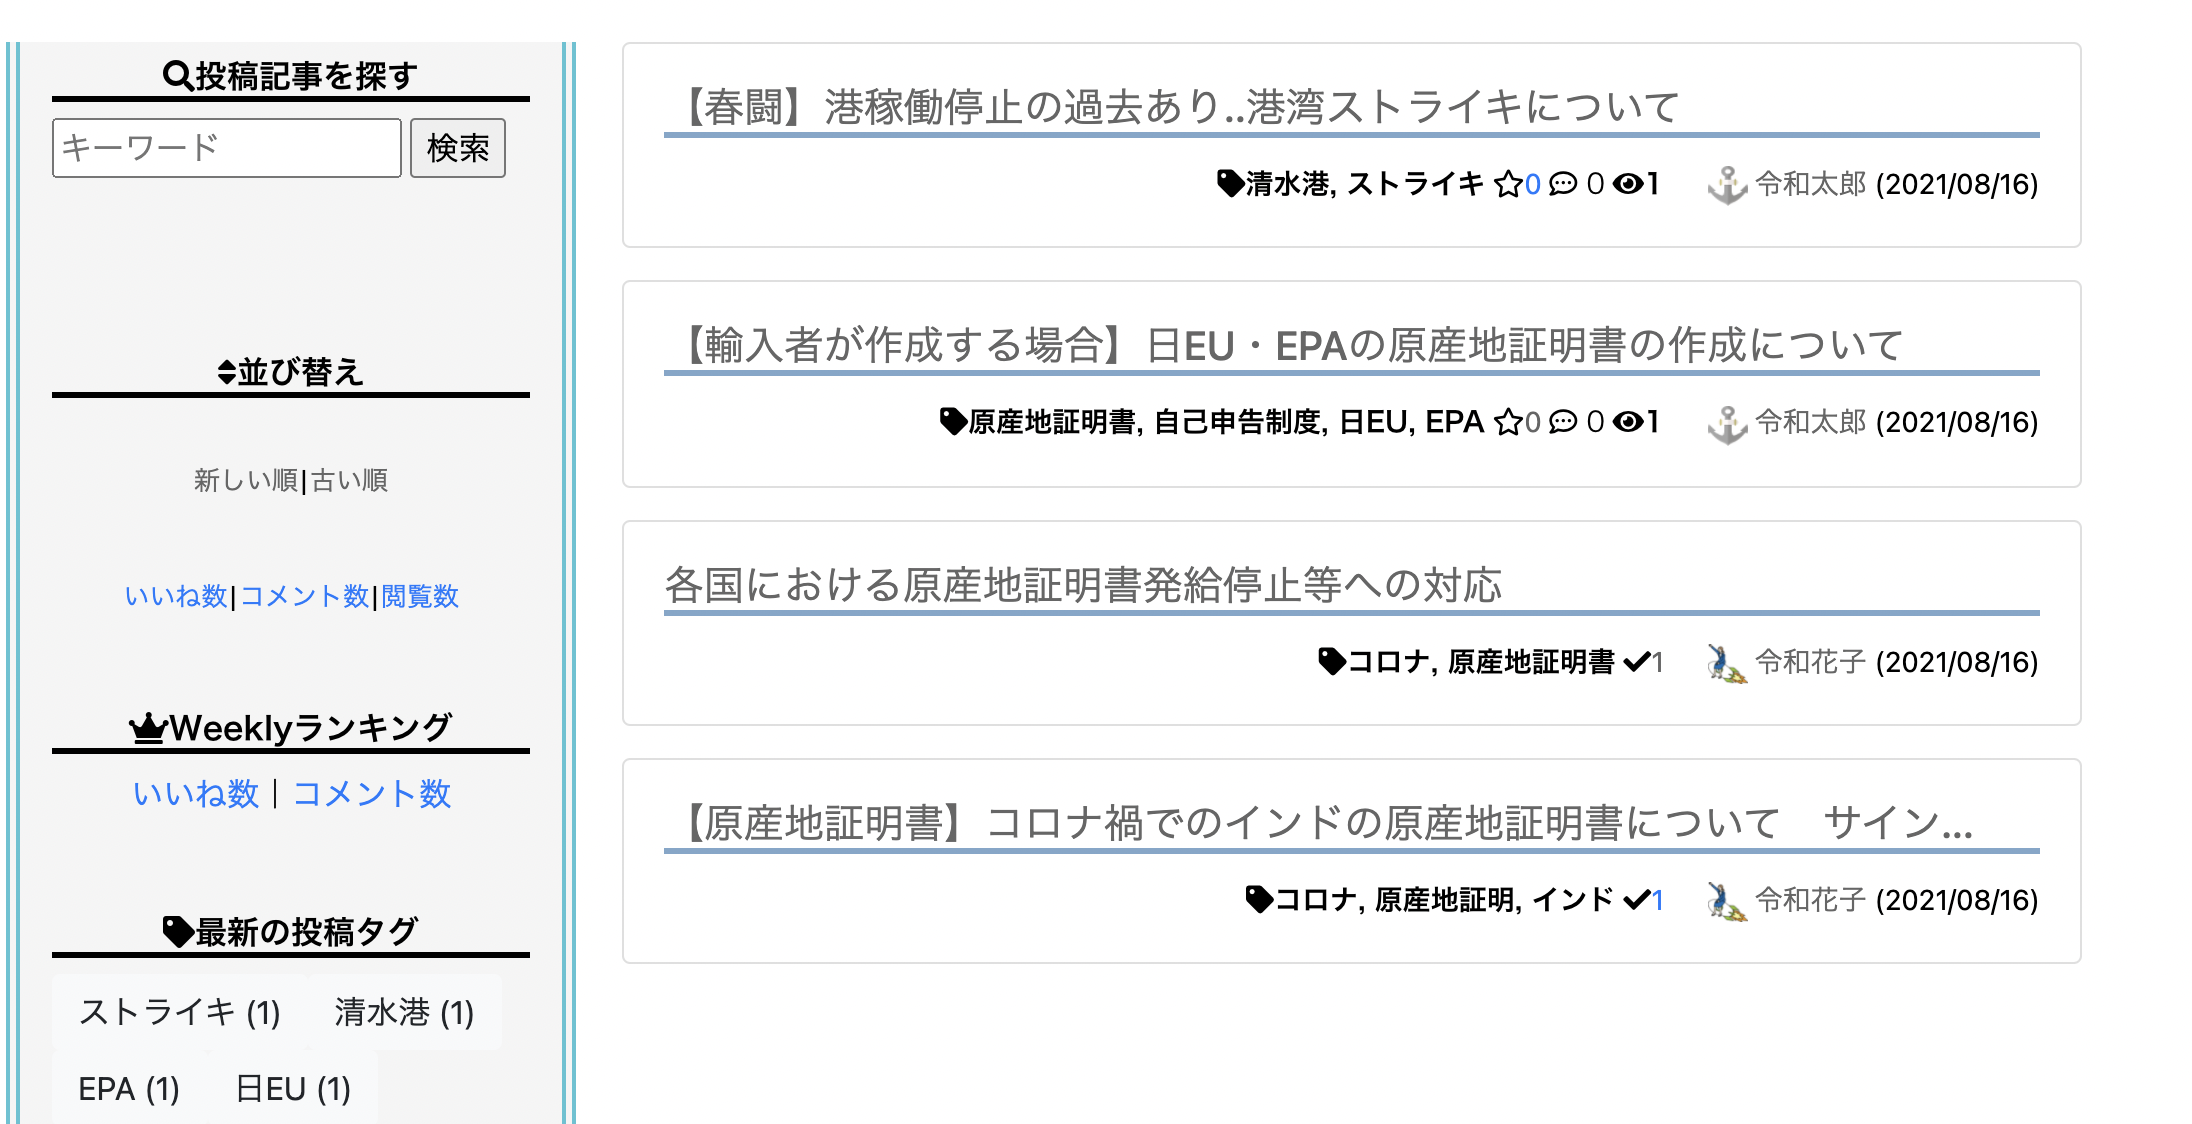 投稿記事を探す
キーワード 検索
並び替え
新しい順|古い順
いいね数|コメント数|閲覧数
Weeklyランキング
いいね数｜コメント数
最新の投稿タグ
ストライキ (1) 清水港 (1)
EPA (1) 日EU (1)
【春闘】港稼働停止の過去あり..港湾ストライキについて
清水港, ストライキ 0 0 1 令和太郎 (2021/08/16)
【輸入者が作成する場合】日EU・EPAの原産地証明書の作成について
原産地証明書, 自己申告制度, 日EU, EPA 0 0 1 令和太郎 (2021/08/16)
各国における原産地証明書発給停止等への対応
コロナ, 原産地証明書 1 令和花子 (2021/08/16)
【原産地証明書】コロナ禍でのインドの原産地証明書について　サイン...
コロナ, 原産地証明, インド 1 令和花子 (2021/08/16)